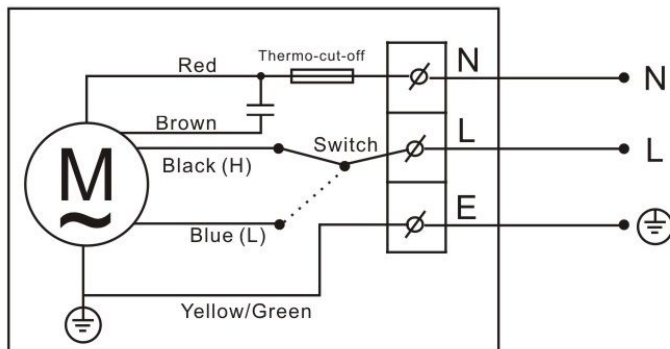 Thermo-cut-off
Red
N
N
Brown
Switch
L
L
Black (H)
M
~
E
Blue (L)
Yellow/Green